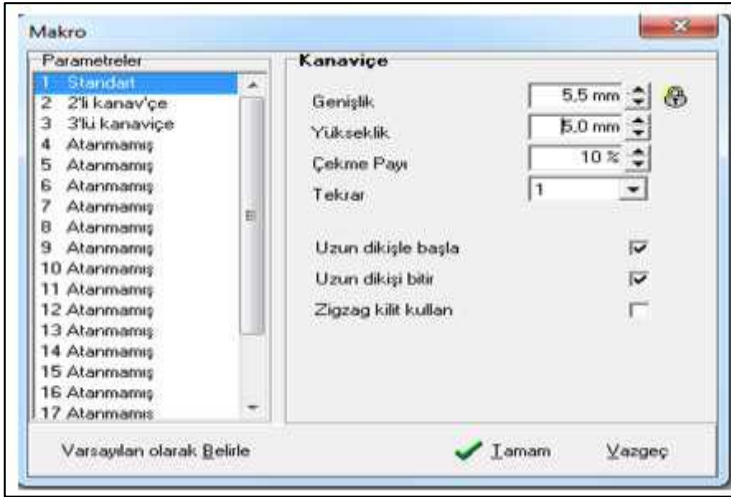 Makro
Parametreler
1 Standart
2 2'li kanav'çe
3 3'lü kanaviçe
4 Atanmamış
5 Atanmamış
6 Atanmamış
7 Atanmamış
8 Atanmamış
9 Atanmamış
10 Atanmamış
11 Atanmamış
12 Atanmamış
13 Atanmamış
14 Atanmamış
15 Atanmamış
16 Atanmamış
17 Atanmamış
Kanaviçe
Genişlik 5,5 mm
Yükseklik 5,0 mm
Çekme Payı 10 %
Tekrar 1
Uzun dikişle başla
Uzun dikişi bitir
Zigzag kilit kullan
Varsayılan olarak Belirle Tamam Vazgeç